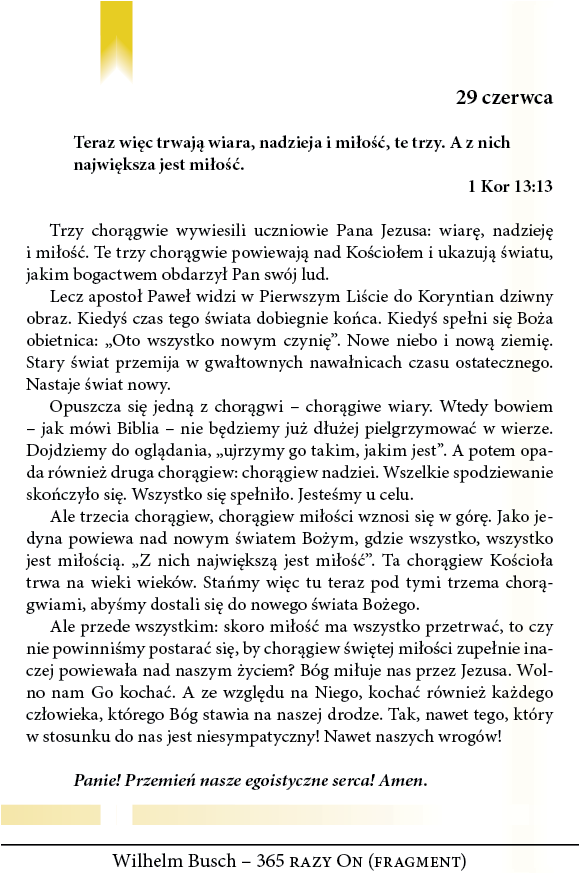 29 czerwca
Teraz więc trwają wiara, nadzieja i miłość, te trzy. A z nich
największa jest miłość.
1 Kor 13:13
Trzy chorągwie wywiesili uczniowie Pana Jezusa: wiarę, nadzieję
i miłość. Te trzy chorągwie powiewają nad Kościołem i ukazują światu,
jakim bogactwem obdarzył Pan swój lud.
Lecz apostoł Paweł widzi w Pierwszym Liście do Koryntian dziwny
obraz. Kiedyś czas tego świata dobiegnie końca. Kiedyś spełni się Boża
obietnica: „Oto wszystko nowym czynię”. Nowe niebo i nową ziemię.
Stary świat przemija w gwałtownych nawałnicach czasu ostatecznego.
Nastaje świat nowy.
Opuszcza się jedną z chorągwi – chorągiwe wiary. Wtedy bowiem
– jak mówi Biblia – nie będziemy już dłużej pielgrzymować w wierze.
Dojdziemy do oglądania, „ujrzymy go takim, jakim jest”. A potem opa-
da również druga chorągiew: chorągiew nadziei. Wszelkie spodziewanie
skończyło się. Wszystko się spełniło. Jesteśmy u celu.
Ale trzecia chorągiew, chorągiew miłości wznosi się w górę. Jako je-
dyna powiewa nad nowym światem Bożym, gdzie wszystko, wszystko
jest miłością. „Z nich największą jest miłość”. Ta chorągiew Kościoła
trwa na wieki wieków. Stańmy więc tu teraz pod tymi trzema chorą-
gwiami, abyśmy dostali się do nowego świata Bożego.
Ale przede wszystkim: skoro miłość ma wszystko przetrwać, to czy
nie powinniśmy postarać się, by chorągiew świętej miłości zupełnie ina-
czej powiewała nad naszym życiem? Bóg miłuje nas przez Jezusa. Wol-
no nam Go kochać. A ze względu na Niego, kochać również każdego
człowieka, którego Bóg stawia na naszej drodze. Tak, nawet tego, który
w stosunku do nas jest niesympatyczny! Nawet naszych wrogów!
Panie! Przemień nasze egoistyczne serca! Amen.
Wilhelm Busch – 365 razy On (fragment)